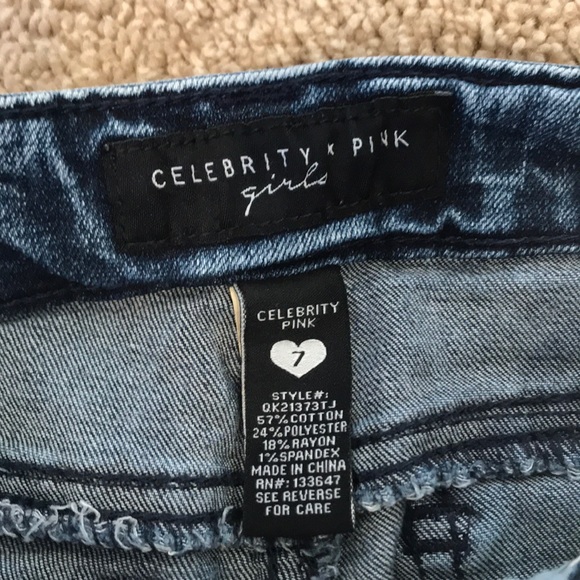 CELEBRITY × PINK
girls
CELEBRITY
PINK
7
STYLE#:
QK21373TJ
57%COTTON
24%POLYESTER
18%RAYON
1%SPANDEX
MADE IN CHINA
RN#: 133647
SEE REVERSE
FOR CARE